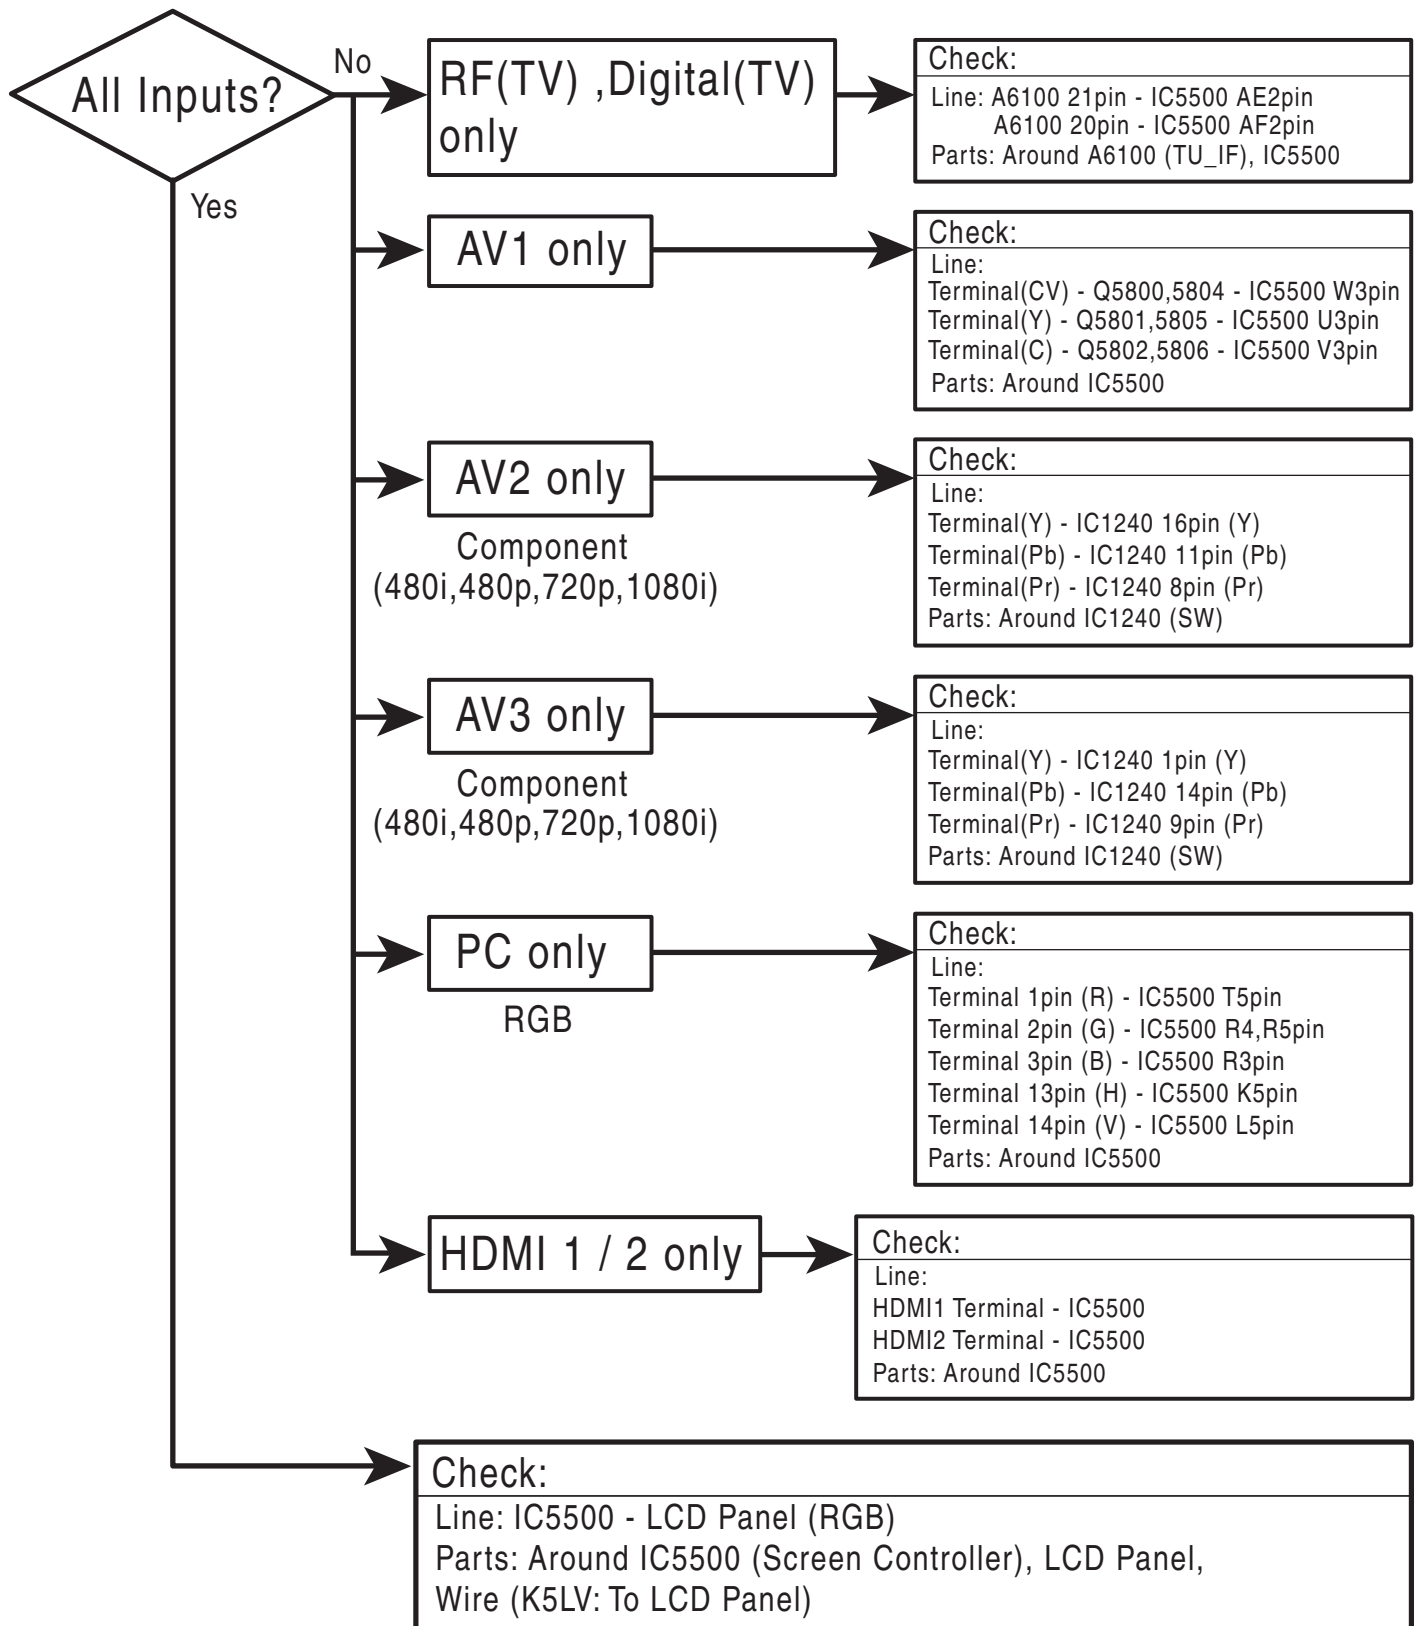 All Inputs?
No
Yes
RF(TV) ,Digital(TV)
only
Check:
Line: A6100 21pin - IC5500 AE2pin
A6100 20pin - IC5500 AF2pin
Parts: Around A6100 (TU_IF), IC5500
AV1 only
Check:
Line:
Terminal(CV) - Q5800,5804 - IC5500 W3pin
Terminal(Y) - Q5801,5805 - IC5500 U3pin
Terminal(C) - Q5802,5806 - IC5500 V3pin
Parts: Around IC5500
AV2 only
Component
(480i,480p,720p,1080i)
Check:
Line:
Terminal(Y) - IC1240 16pin (Y)
Terminal(Pb) - IC1240 11pin (Pb)
Terminal(Pr) - IC1240 8pin (Pr)
Parts: Around IC1240 (SW)
AV3 only
Component
(480i,480p,720p,1080i)
Check:
Line:
Terminal(Y) - IC1240 1pin (Y)
Terminal(Pb) - IC1240 14pin (Pb)
Terminal(Pr) - IC1240 9pin (Pr)
Parts: Around IC1240 (SW)
PC only
RGB
Check:
Line:
Terminal 1pin (R) - IC5500 T5pin
Terminal 2pin (G) - IC5500 R4,R5pin
Terminal 3pin (B) - IC5500 R3pin
Terminal 13pin (H) - IC5500 K5pin
Terminal 14pin (V) - IC5500 L5pin
Parts: Around IC5500
HDMI 1 / 2 only
Check:
Line:
HDMI1 Terminal - IC5500
HDMI2 Terminal - IC5500
Parts: Around IC5500
Check:
Line: IC5500 - LCD Panel (RGB)
Parts: Around IC5500 (Screen Controller), LCD Panel,
Wire (K5LV: To LCD Panel)